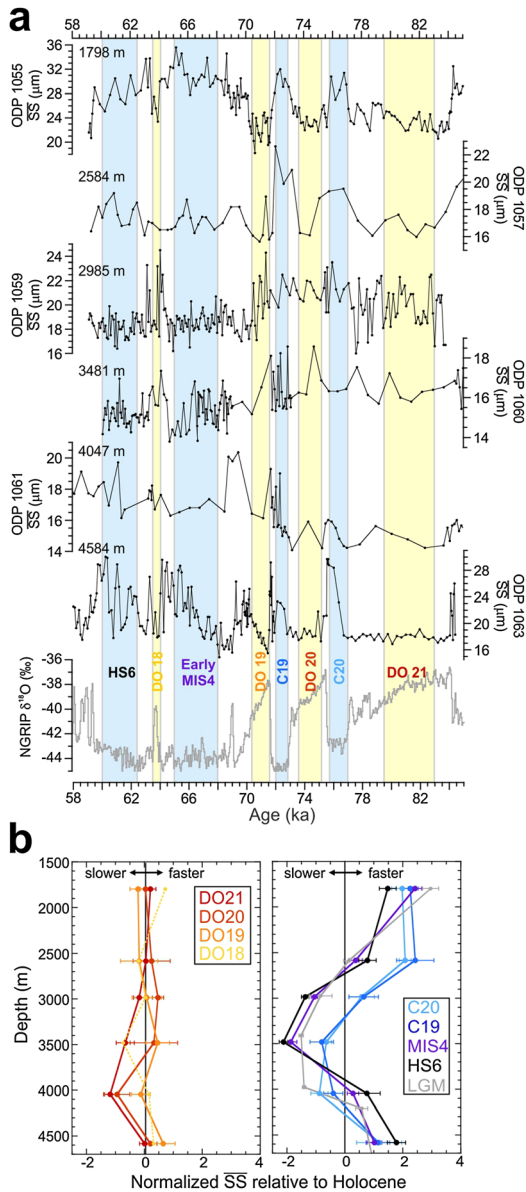 a
58 62 66 70 74 78 82
1798 m
ODP 1055
SS (μm)
36
32
28
24
20
2584 m
ODP 1057
SS (μm)
22
20
18
16
2985 m
ODP 1059
SS (μm)
24
22
20
18
16
3481 m
ODP 1060
SS (μm)
18
16
14
4047 m
ODP 1061
SS (μm)
20
18
16
14
4584 m
ODP 1063
SS (μm)
28
24
20
16
HS6
DO 18
Early
MIS4
DO 19
C19
DO 20
C20
DO 21
NGRIP δ¹⁸O (‰)
-36
-38
-40
-42
-44
58 62 66 70 74 78 82
Age (ka)
b
slower faster
slower faster
1500
2000
2500
3000
3500
4000
4500
Depth (m)
DO21
DO20
DO19
DO18
C20
C19
MIS4
HS6
LGM
-2 0 2 4
-2 0 2 4
Normalized SS relative to Holocene